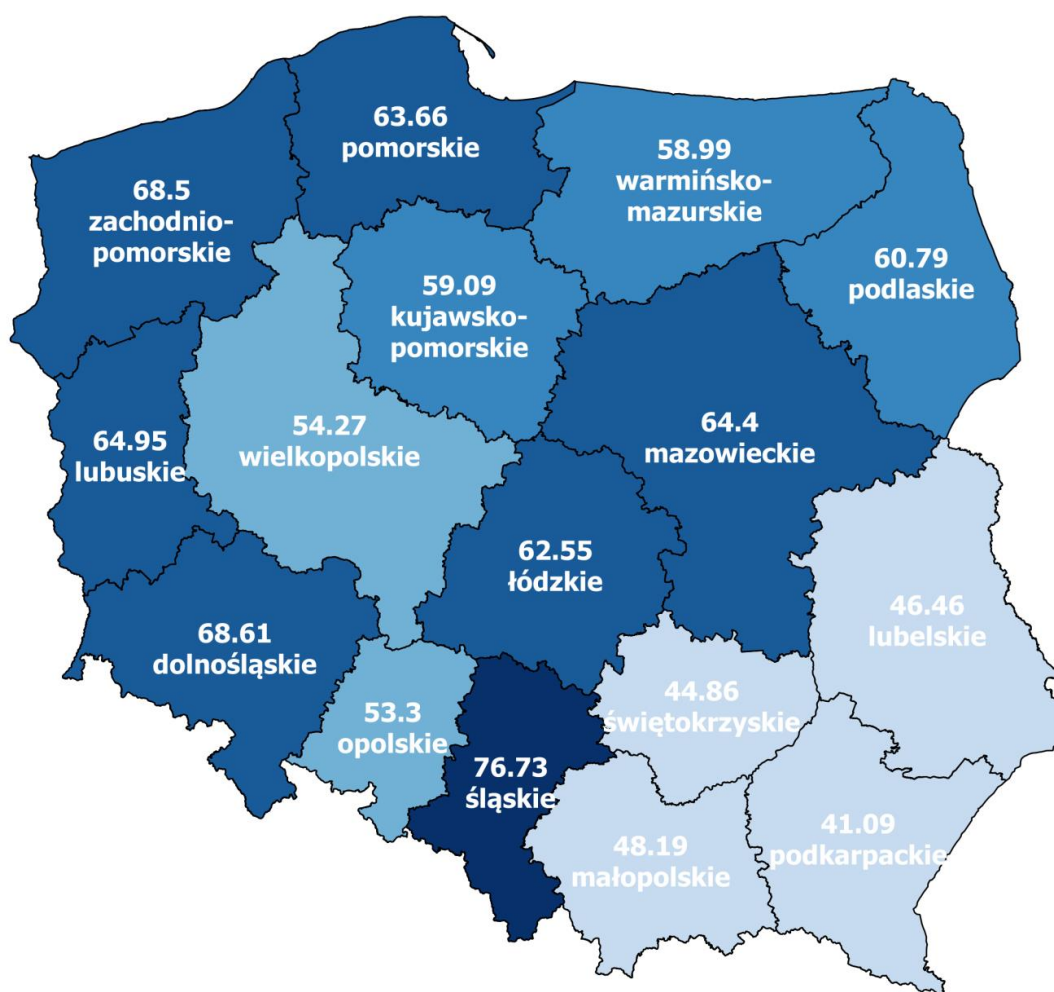 63.66
pomorskie
58.99
warmińsko-
mazurskie
68.5
zachodnio-
pomorskie
60.79
podlaskie
59.09
kujawsko-
pomorskie
64.95
lubuskie
54.27
wielkopolskie
64.4
mazowieckie
62.55
łódzkie
46.46
lubelskie
68.61
dolnośląskie
44.86
świętokrzyskie
53.3
opolskie
76.73
śląskie
48.19
małopolskie
41.09
podkarpackie